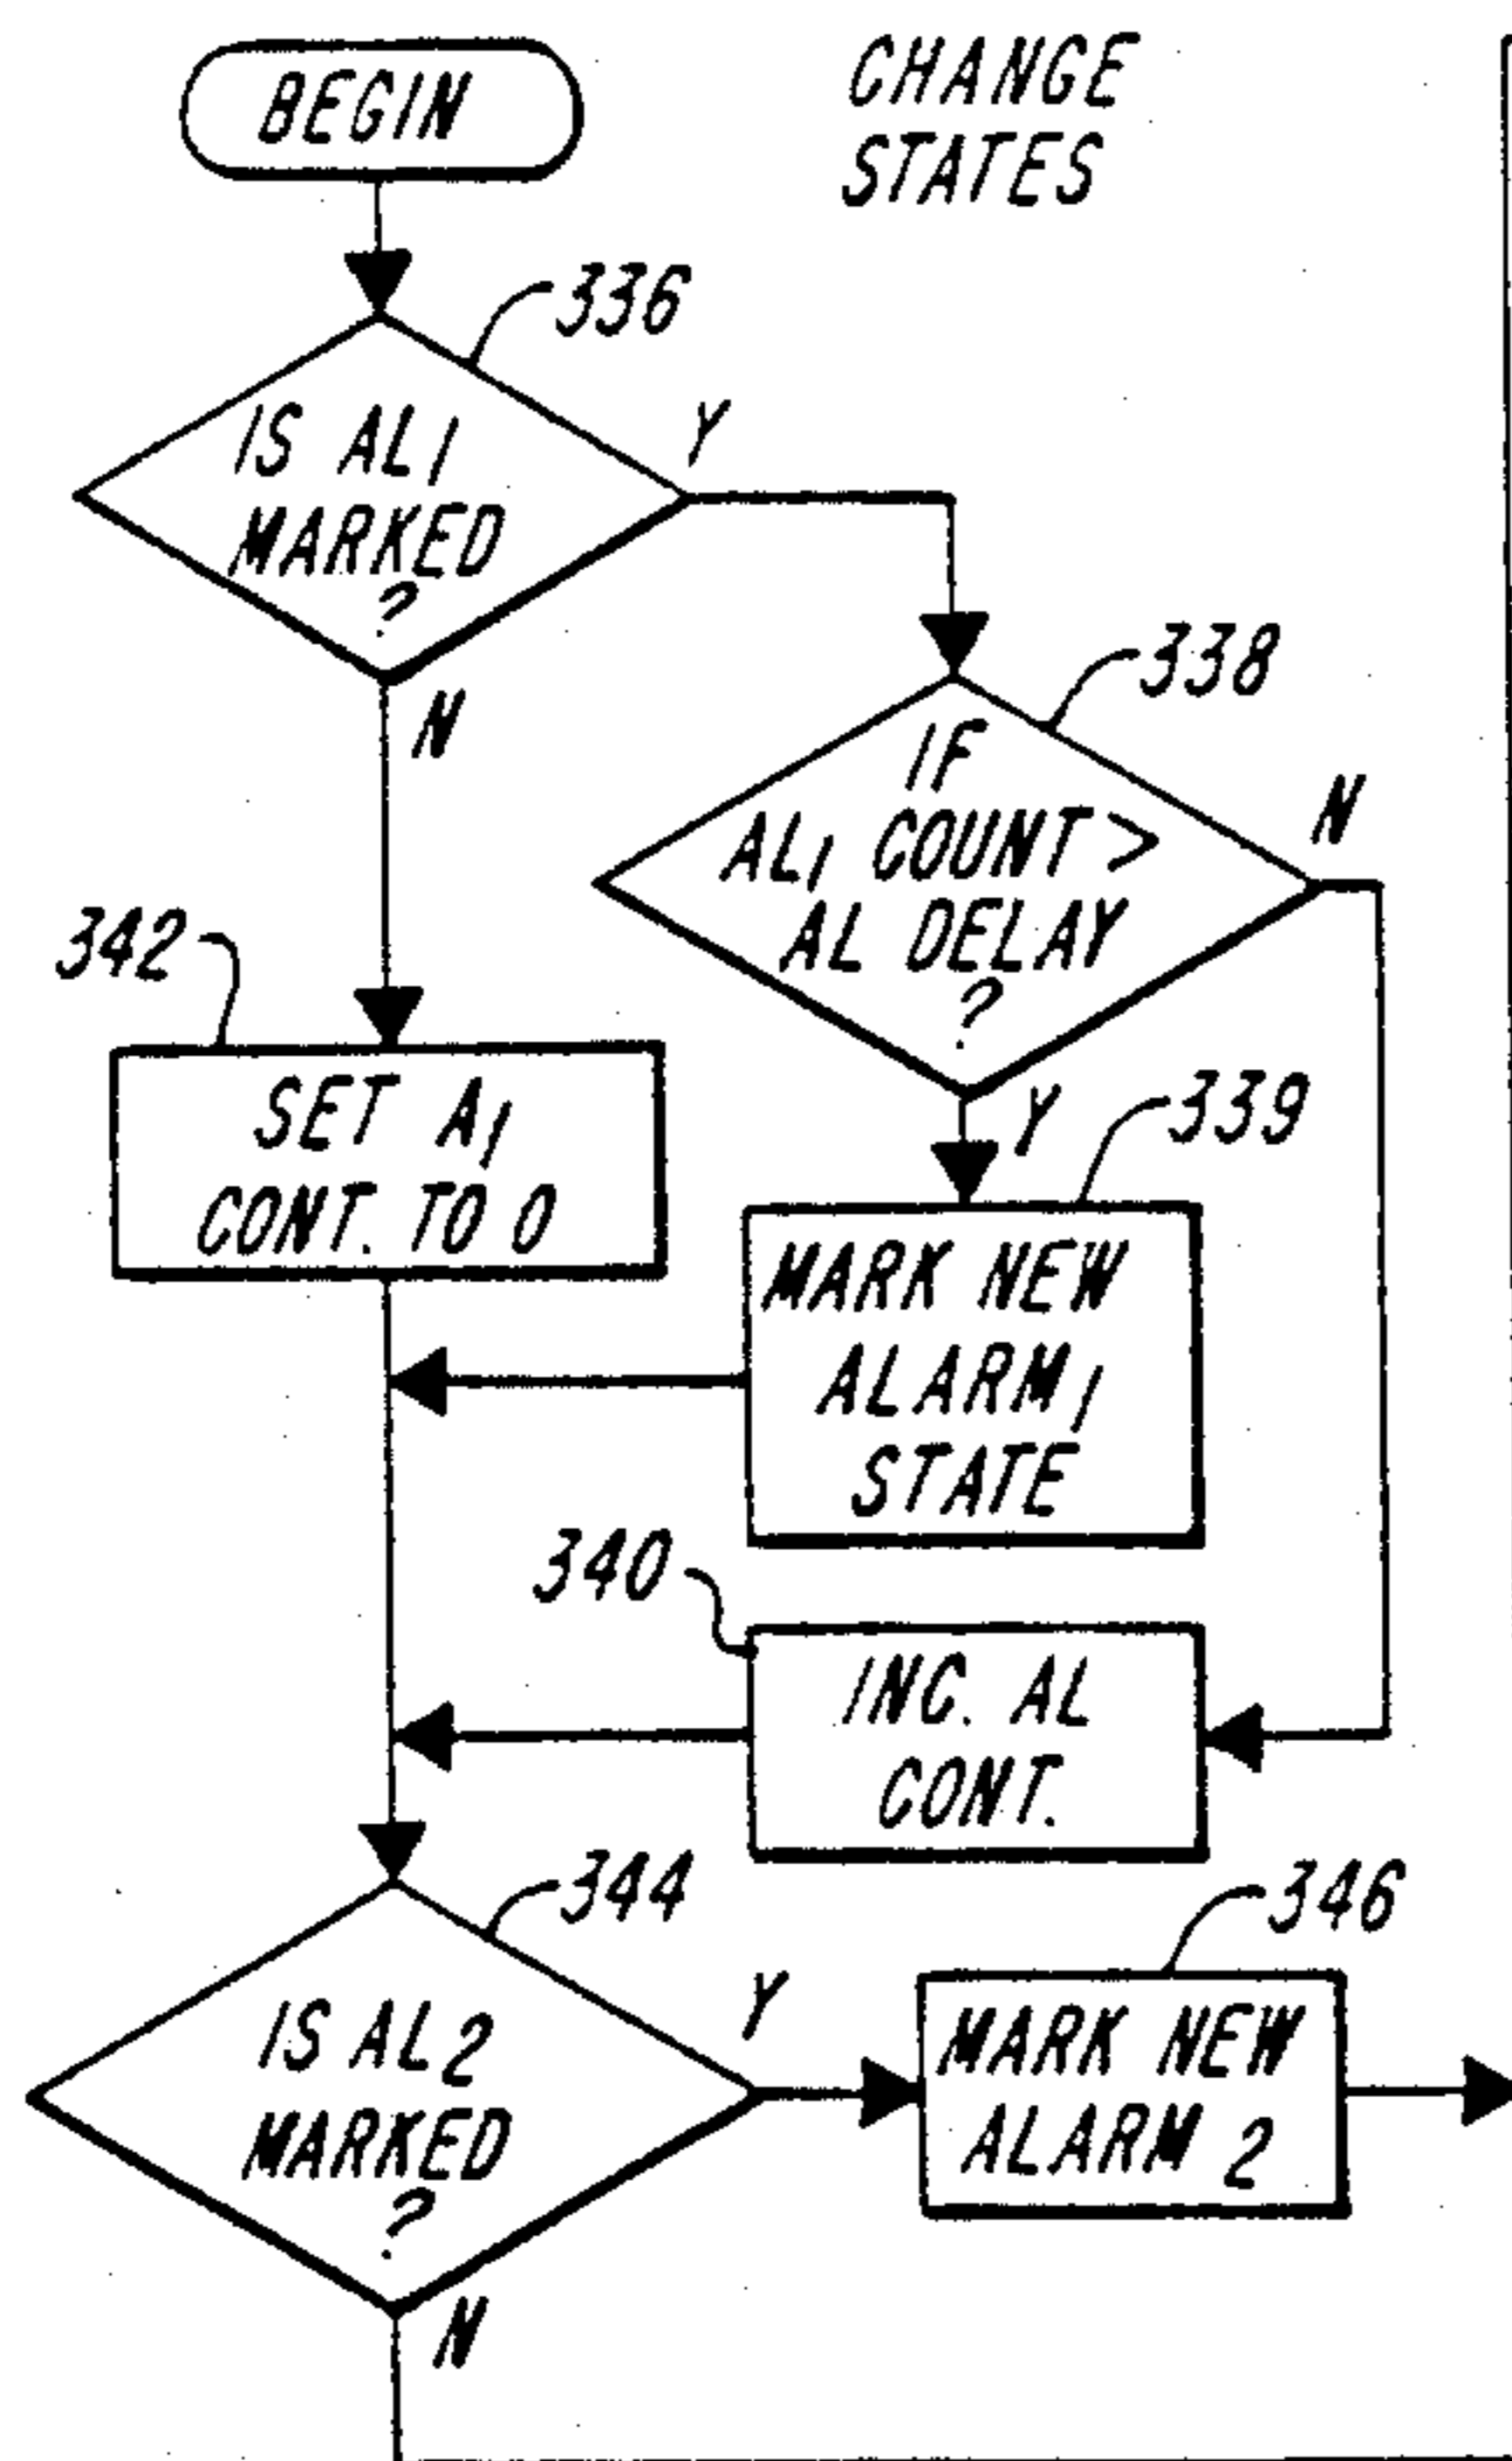 BEGIN
CHANGE
STATES
336
IS AL1
MARKED
?
Y
N
338
IF
AL1 COUNT >
AL DELAY
?
N
Y
342
SET A1
CONT. TO 0
339
MARK NEW
ALARM1
STATE
340
INC. AL
CONT.
344
IS AL2
MARKED
?
Y
N
346
MARK NEW
ALARM 2